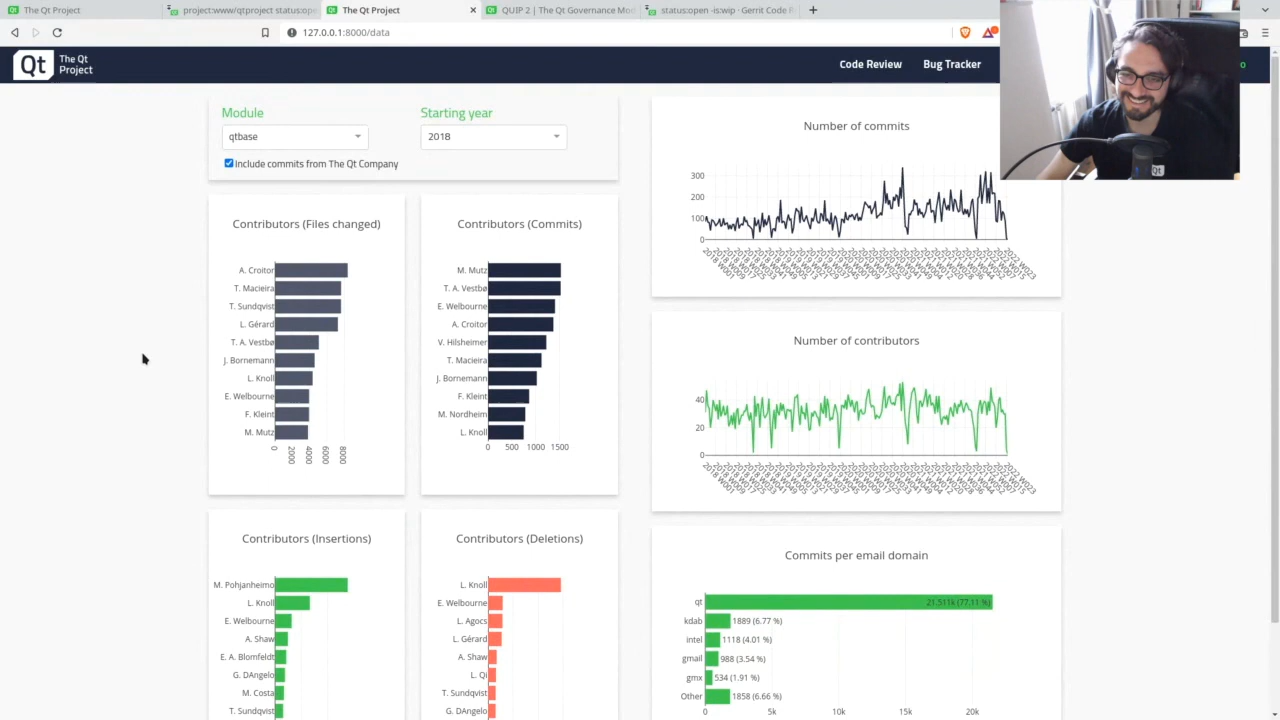 The Qt Project
project:www/qtproject status:ope
The Qt Project
QUIP 2 | The Qt Governance Mod
status:open -is:wip · Gerrit Code R
127.0.0.1:8000/data
Qt The Qt Project
Code Review
Bug Tracker
Module
Starting year
qtbase
2018
Include commits from The Qt Company
Contributors (Files changed)
A. Croitor
T. Macieira
T. Sundqvist
L. Gérard
T. A. Vestbø
J. Bornemann
L. Knoll
E. Welbourne
F. Kleint
M. Mutz
0 2000 4000 6000 8000
Contributors (Commits)
M. Mutz
T. A. Vestbø
E. Welbourne
A. Croitor
V. Hilsheimer
T. Macieira
J. Bornemann
F. Kleint
M. Nordheim
L. Knoll
0 500 1000 1500
Contributors (Insertions)
M. Pohjanheimo
L. Knoll
E. Welbourne
A. Shaw
E. A. Blomfeldt
G. DAngelo
M. Costa
T. Sundqvist
Contributors (Deletions)
L. Knoll
E. Welbourne
L. Agocs
L. Gérard
A. Shaw
L. Qi
T. Sundqvist
G. DAngelo
Number of commits
300
200
100
0
Number of contributors
40
20
0
Commits per email domain
qt 21.511k (77.11 %)
kdab 1889 (6.77 %)
intel 1118 (4.01 %)
gmail 988 (3.54 %)
gmx 534 (1.91 %)
Other 1858 (6.66 %)
0 5k 10k 15k 20k
Qt